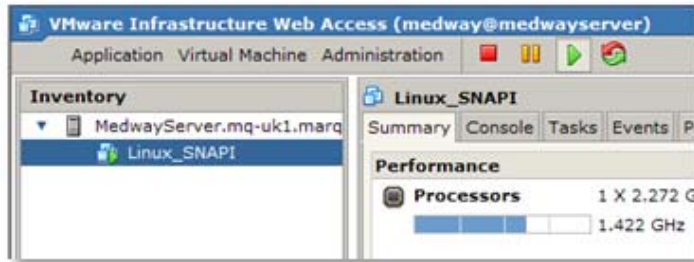 VMware Infrastructure Web Access (medway@medwayserver)
Application Virtual Machine Administration
Inventory
MedwayServer.mq-uk1.marq
Linux_SNAPI
Linux_SNAPI
Summary Console Tasks Events P
Performance
Processors 1 X 2.272 G
1.422 GHz